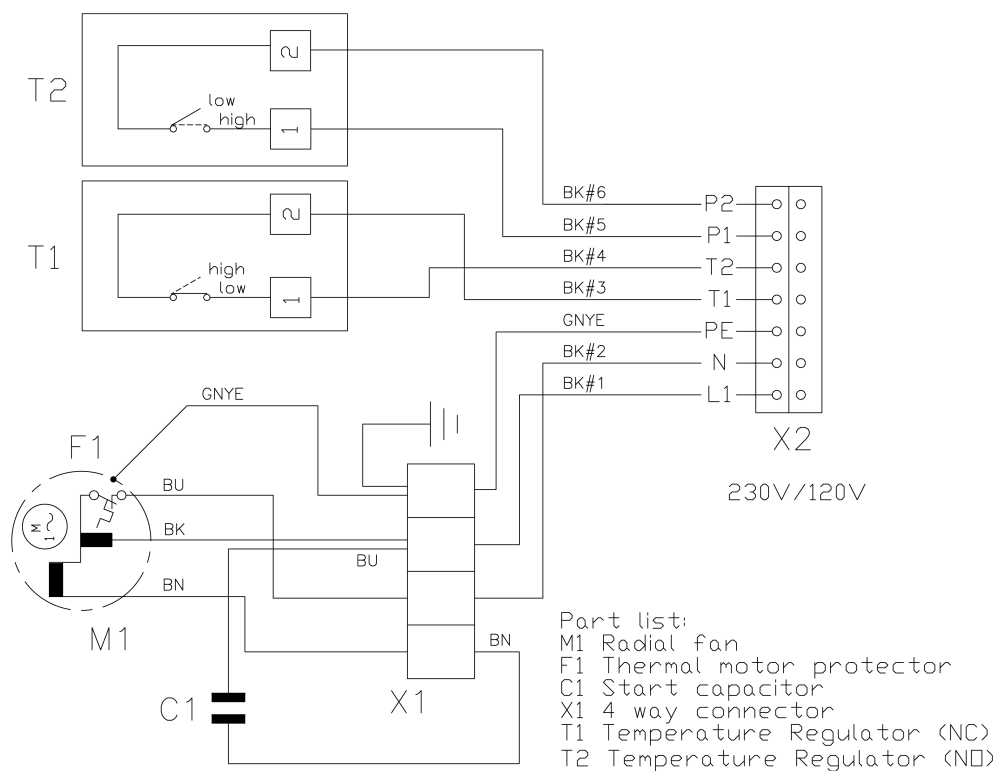 T2
2
low
high
1
T1
2
high
low
1
BK#6
P2
BK#5
P1
BK#4
T2
BK#3
T1
GNYE
PE
BK#2
N
BK#1
L1
X2
230V/120V
GNYE
F1
BU
M
1~
BK
BU
BN
M1
BN
C1
X1
Part list:
M1 Radial fan
F1 Thermal motor protector
C1 Start capacitor
X1 4 way connector
T1 Temperature Regulator (NC)
T2 Temperature Regulator (NO)